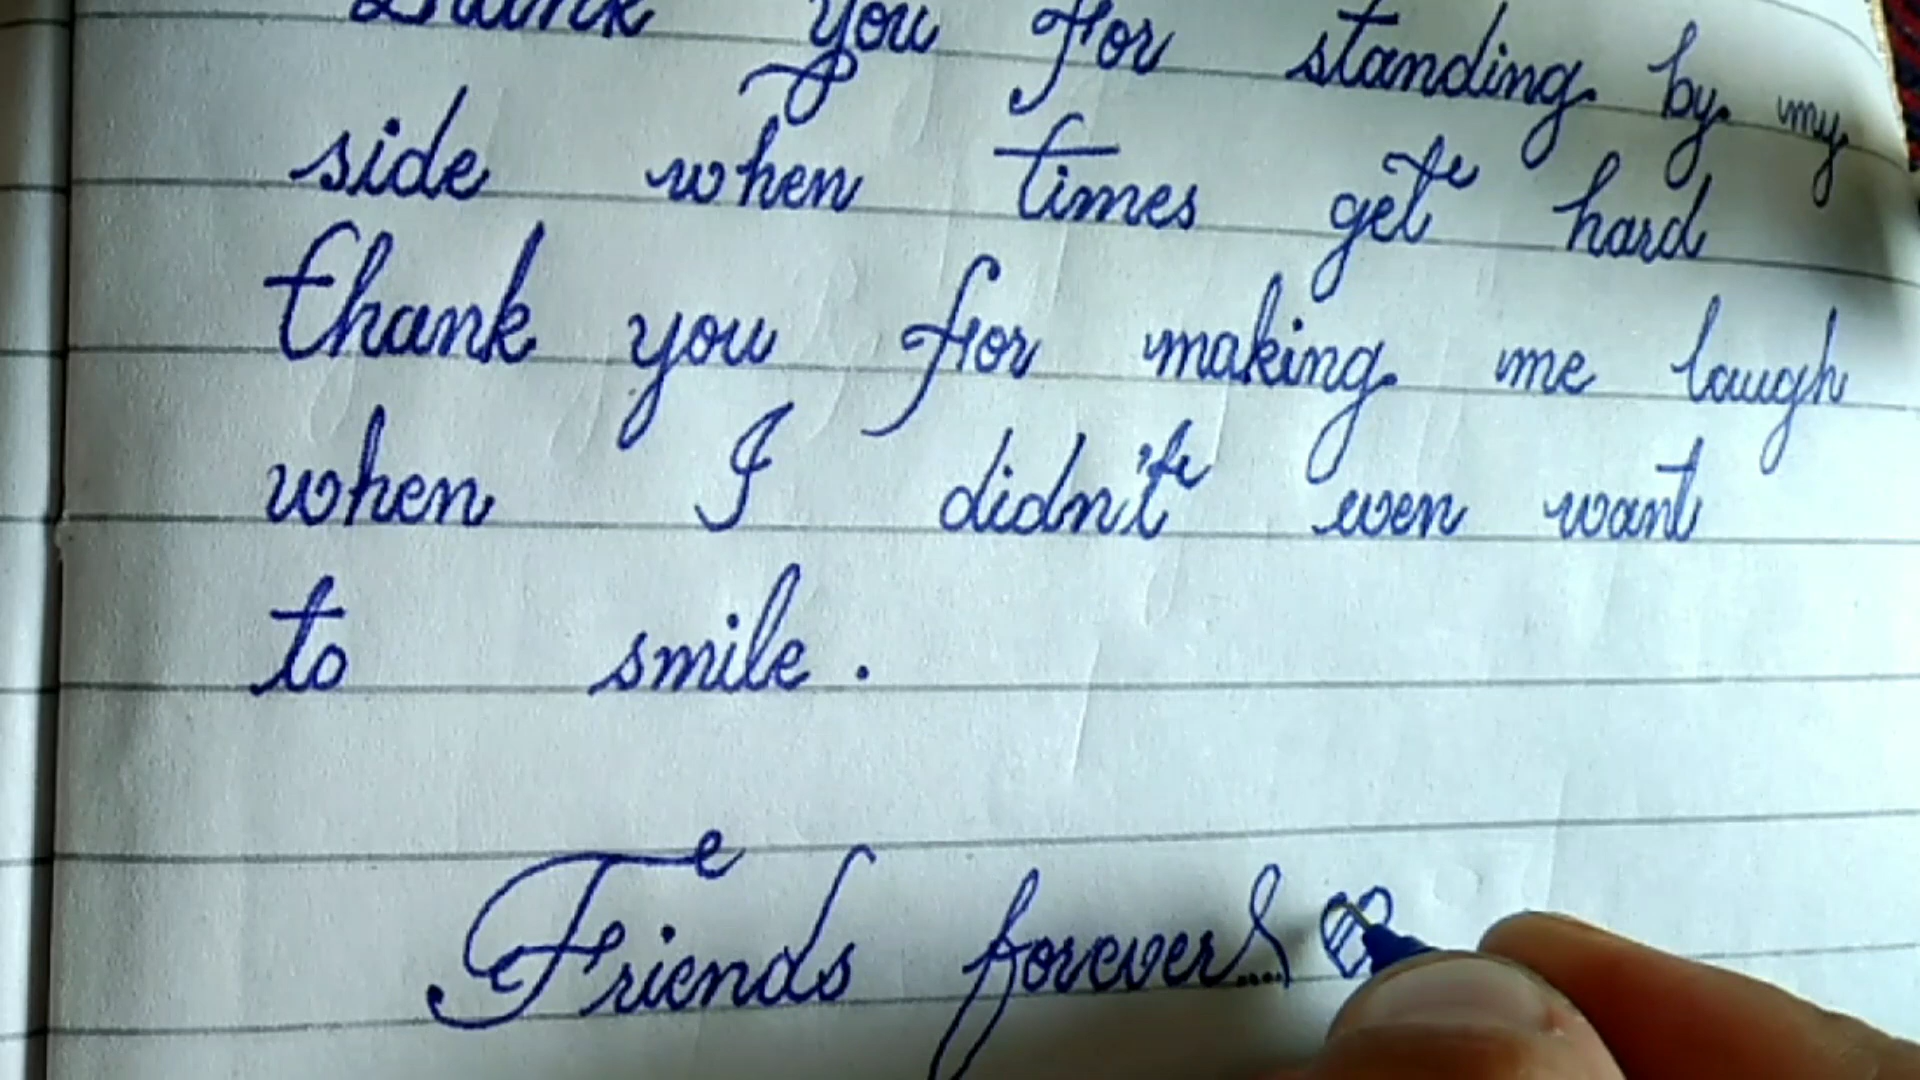 Thank you for standing by my
side when times get hard
thank you for making me laugh
when I didn't even want
to smile.
Friends forever....